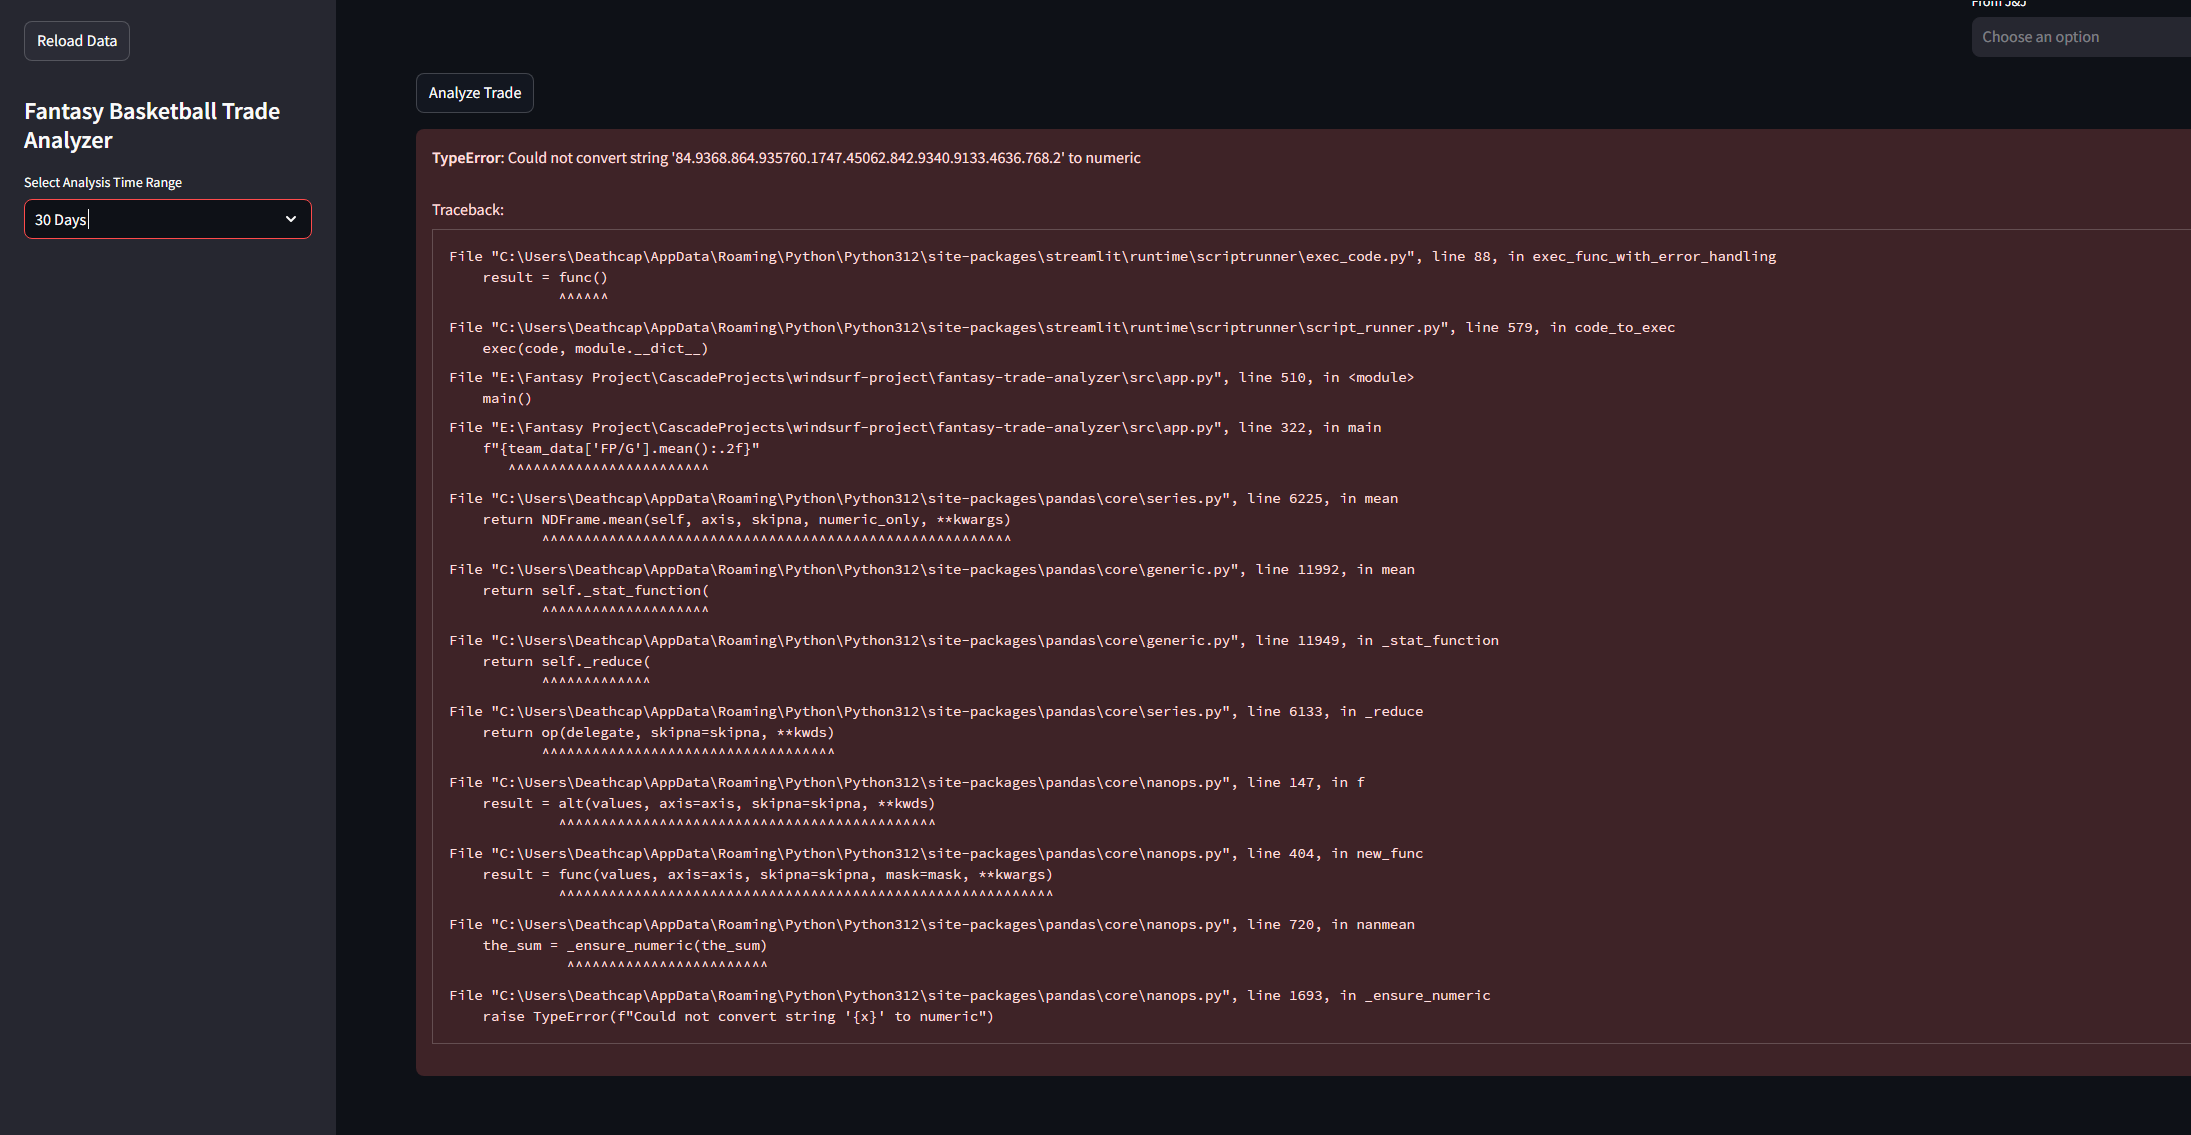 Reload Data
Fantasy Basketball Trade
Analyzer
Select Analysis Time Range
30 Days
From J&J
Choose an option
Analyze Trade
TypeError: Could not convert string '84.9368.864.935760.1747.45062.842.9340.9133.4636.768.2' to numeric
Traceback:
File "C:\Users\Deathcap\AppData\Roaming\Python\Python312\site-packages\streamlit\runtime\scriptrunner\exec_code.py", line 88, in exec_func_with_error_handling
result = func()
^^^^^^
File "C:\Users\Deathcap\AppData\Roaming\Python\Python312\site-packages\streamlit\runtime\scriptrunner\script_runner.py", line 579, in code_to_exec
exec(code, module.__dict__)
File "E:\Fantasy Project\CascadeProjects\windsurf-project\fantasy-trade-analyzer\src\app.py", line 510, in <module>
main()
File "E:\Fantasy Project\CascadeProjects\windsurf-project\fantasy-trade-analyzer\src\app.py", line 322, in main
f"{team_data['FP/G'].mean():.2f}"
^^^^^^^^^^^^^^^^^^^^^^^^
File "C:\Users\Deathcap\AppData\Roaming\Python\Python312\site-packages\pandas\core\series.py", line 6225, in mean
return NDFrame.mean(self, axis, skipna, numeric_only, **kwargs)
^^^^^^^^^^^^^^^^^^^^^^^^^^^^^^^^^^^^^^^^^^^^^^^^^^^^^^^^
File "C:\Users\Deathcap\AppData\Roaming\Python\Python312\site-packages\pandas\core\generic.py", line 11992, in mean
return self._stat_function(
^^^^^^^^^^^^^^^^^^^^
File "C:\Users\Deathcap\AppData\Roaming\Python\Python312\site-packages\pandas\core\generic.py", line 11949, in _stat_function
return self._reduce(
^^^^^^^^^^^^^
File "C:\Users\Deathcap\AppData\Roaming\Python\Python312\site-packages\pandas\core\series.py", line 6133, in _reduce
return op(delegate, skipna=skipna, **kwds)
^^^^^^^^^^^^^^^^^^^^^^^^^^^^^^^^^^^
File "C:\Users\Deathcap\AppData\Roaming\Python\Python312\site-packages\pandas\core\nanops.py", line 147, in f
result = alt(values, axis=axis, skipna=skipna, **kwds)
^^^^^^^^^^^^^^^^^^^^^^^^^^^^^^^^^^^^^^^^^^^^^
File "C:\Users\Deathcap\AppData\Roaming\Python\Python312\site-packages\pandas\core\nanops.py", line 404, in new_func
result = func(values, axis=axis, skipna=skipna, mask=mask, **kwargs)
^^^^^^^^^^^^^^^^^^^^^^^^^^^^^^^^^^^^^^^^^^^^^^^^^^^^^^^^^^^
File "C:\Users\Deathcap\AppData\Roaming\Python\Python312\site-packages\pandas\core\nanops.py", line 720, in nanmean
the_sum = _ensure_numeric(the_sum)
^^^^^^^^^^^^^^^^^^^^^^^^
File "C:\Users\Deathcap\AppData\Roaming\Python\Python312\site-packages\pandas\core\nanops.py", line 1693, in _ensure_numeric
raise TypeError(f"Could not convert string '{x}' to numeric")